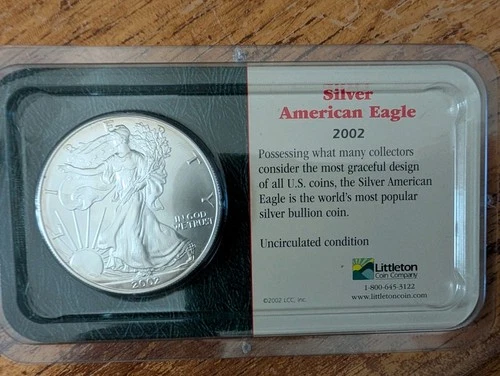 LIBERTY
IN GOD
WE TRUST
2002
Silver
American Eagle
2002
Possessing what many collectors
consider the most graceful design
of all U.S. coins, the Silver American
Eagle is the world's most popular
silver bullion coin.
Uncirculated condition
Littleton
Coin Company
1-800-645-3122
www.littletoncoin.com
©2002 LCC, Inc.